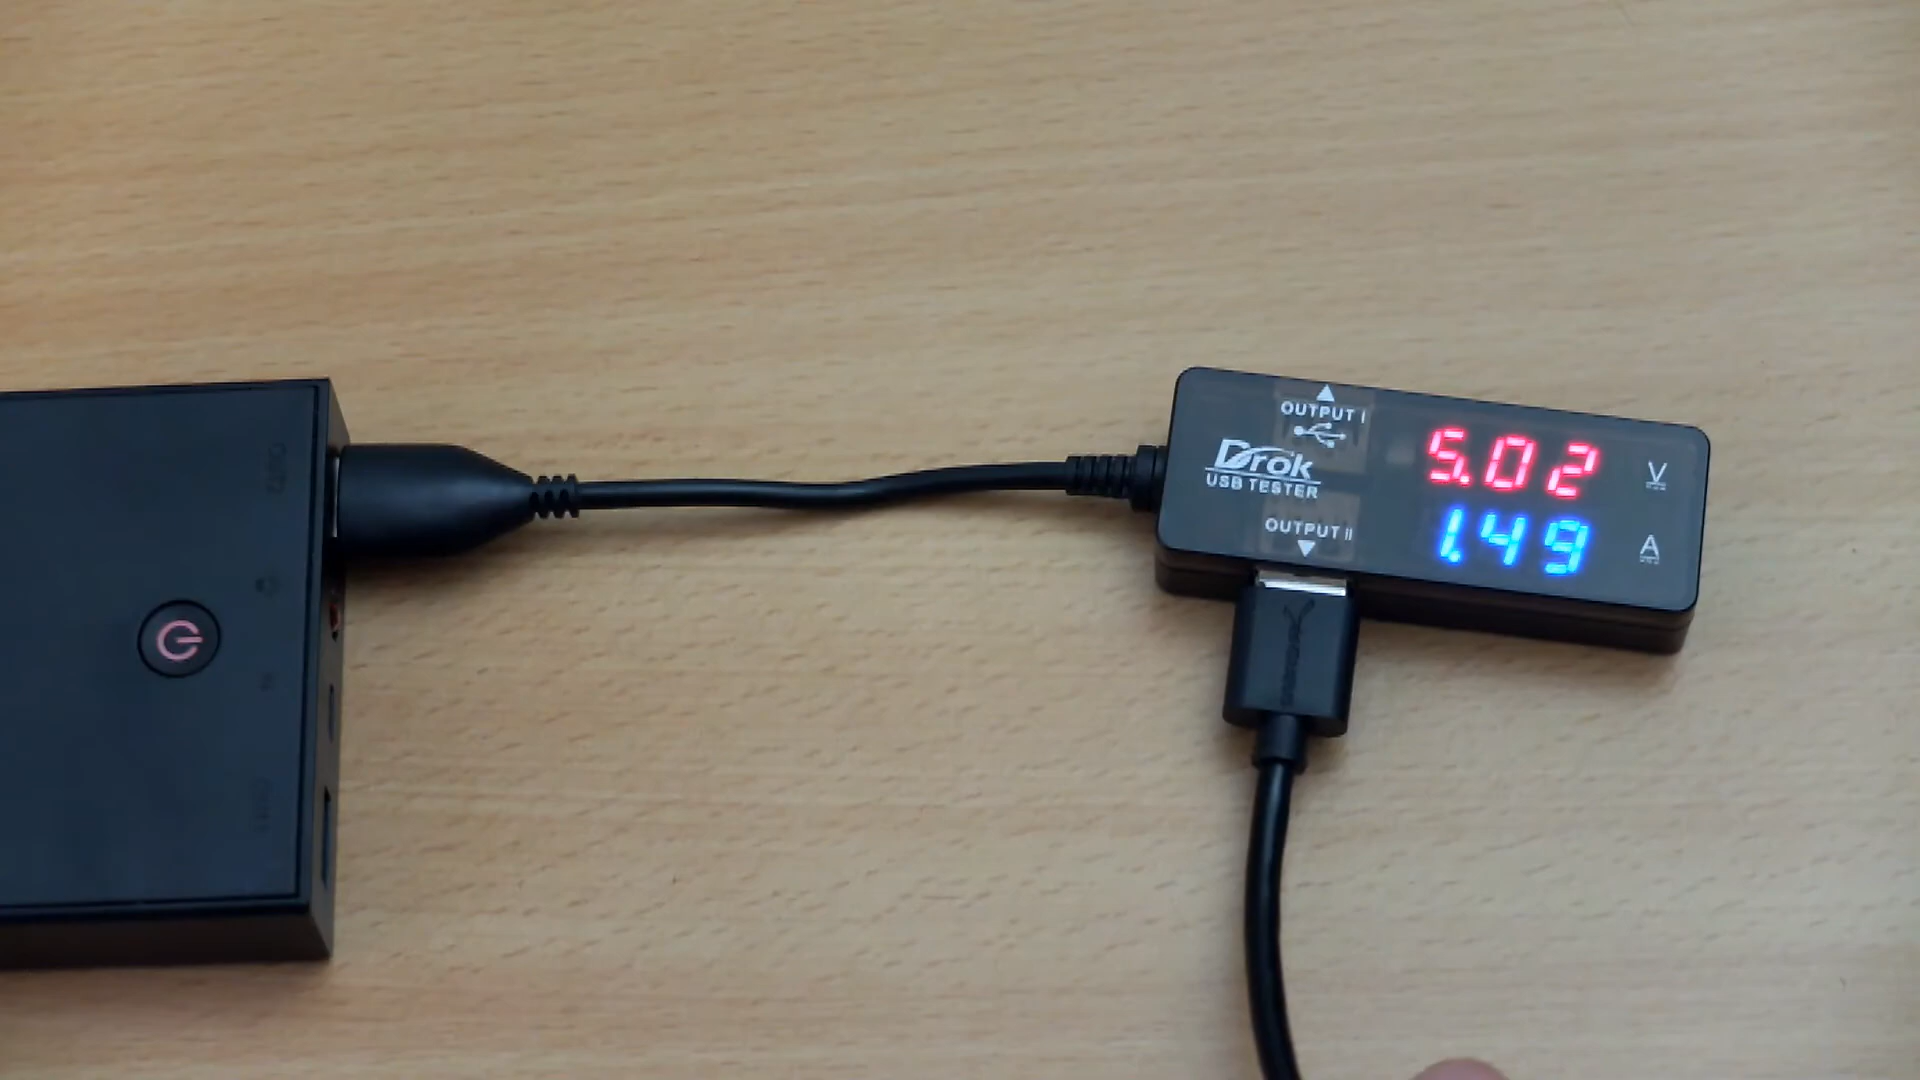 OUTPUT I
Drok
USB TESTER
OUTPUT II
5.02 V
1.49 A